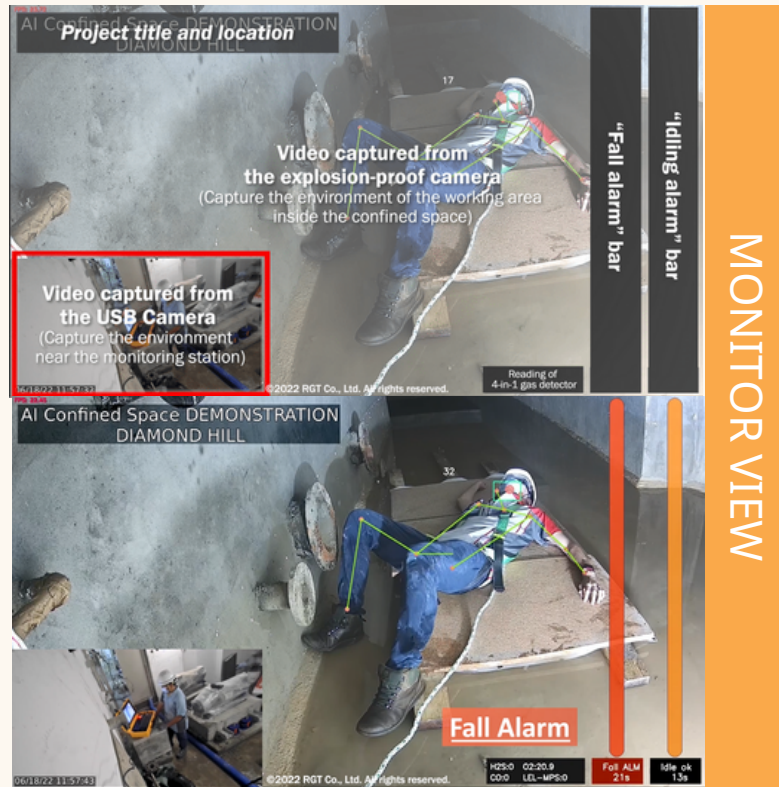 AI Confined Space DEMONSTRATION
DIAMOND HILL
Project title and location
17
Video captured from
the explosion-proof camera
(Capture the environment of the working area
inside the confined space)
"Fall alarm" bar
"Idling alarm" bar
Video captured from
the USB Camera
(Capture the environment
near the monitoring station)
06/18/22 11:57:32
©2022 RGT Co., Ltd. All rights reserved.
Reading of
4-in-1 gas detector
MONITOR VIEW
AI Confined Space DEMONSTRATION
DIAMOND HILL
32
Fall Alarm
06/18/22 11:57:43
©2022 RGT Co., Ltd. All rights reserved.
H2S:0 O2:20.9
CO:0 LEL-MPS:0
Fall ALM
21s
Idle ok
13s